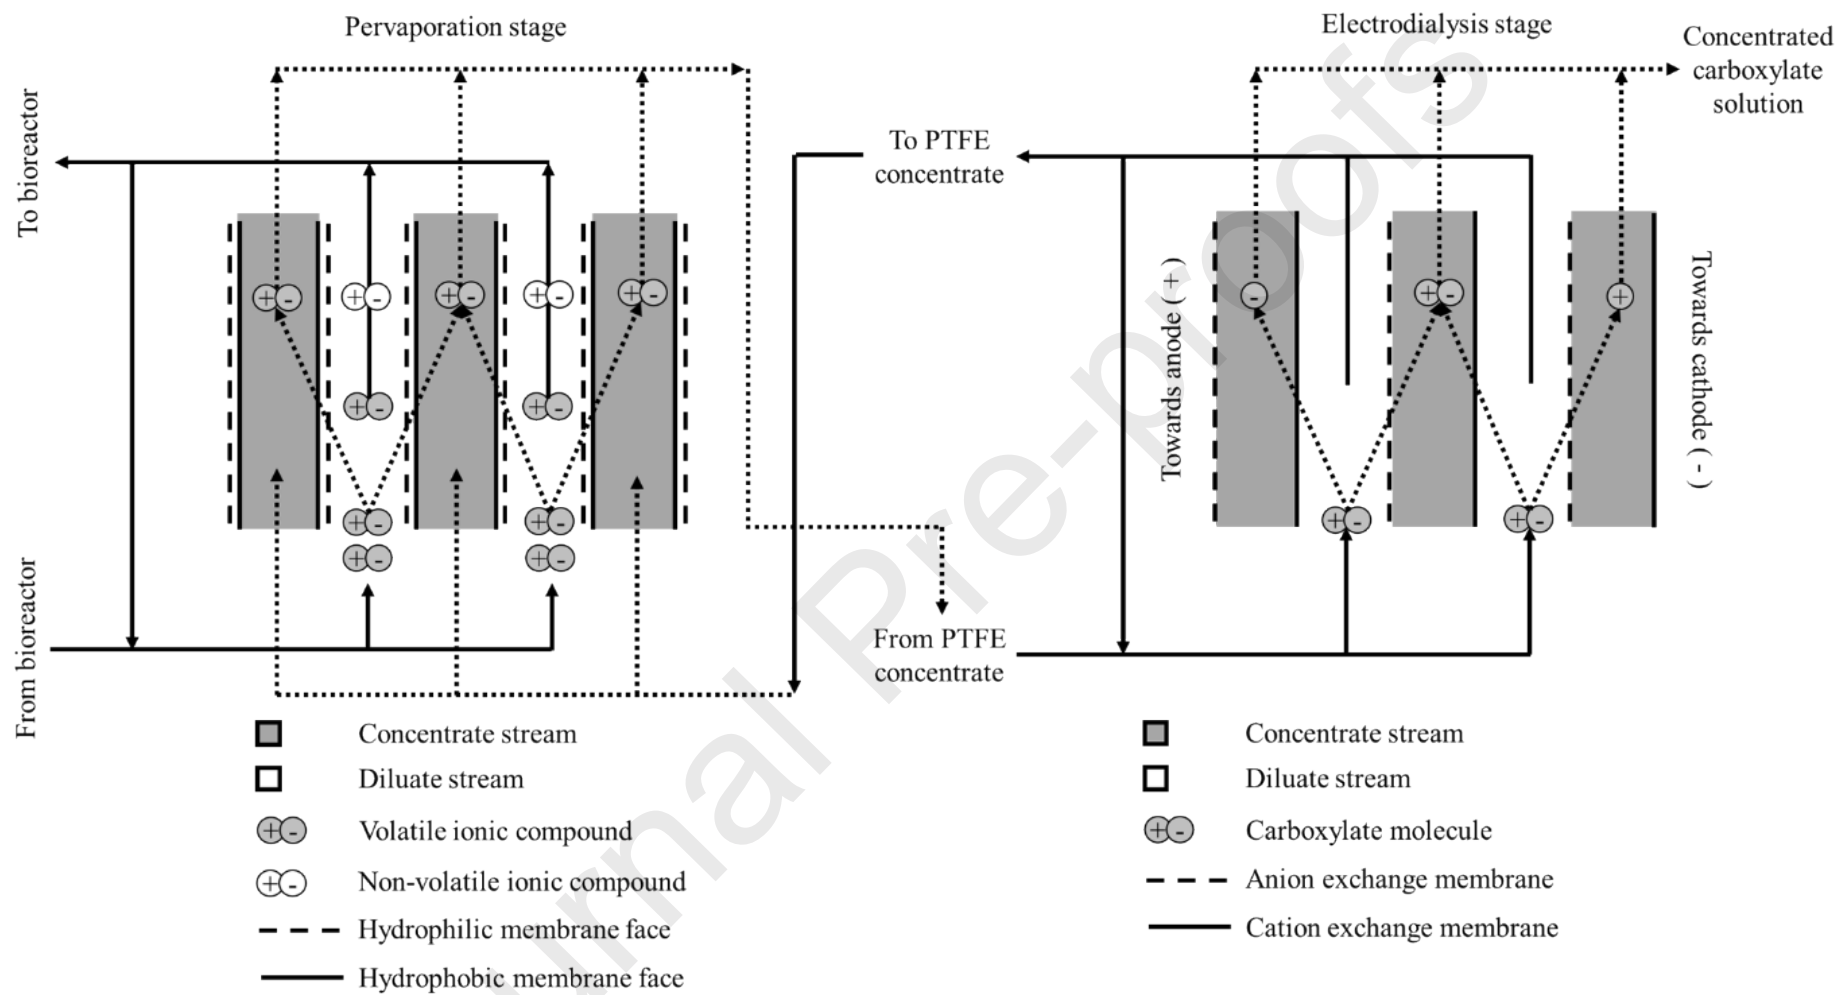 Pervaporation stage
Electrodialysis stage
Concentrated
carboxylate
solution
To bioreactor
From bioreactor
To PTFE
concentrate
From PTFE
concentrate
Towards anode ( + )
Towards cathode ( - )
+ - + - + - + - + -
+ - + -
+ - + -
+ - + -
- + - +
+ - + -
Concentrate stream
Diluate stream
+ - Volatile ionic compound
+ - Non-volatile ionic compound
Hydrophilic membrane face
Hydrophobic membrane face
Concentrate stream
Diluate stream
+ - Carboxylate molecule
Anion exchange membrane
Cation exchange membrane
urnal Pre-proofs